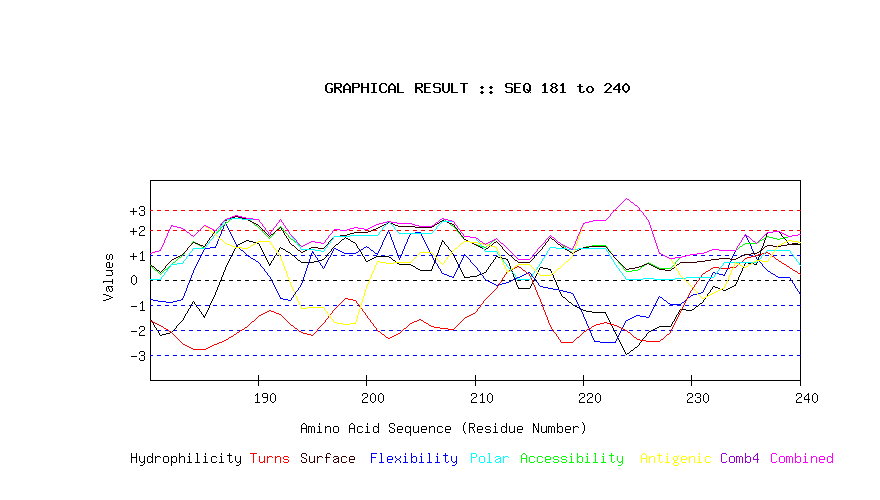 GRAPHICAL RESULT :: SEQ 181 to 240
+3
+2
+1
0
-1
-2
-3
Values
190 200 210 220 230 240
Amino Acid Sequence (Residue Number)
Hydrophilicity Turns Surface Flexibility Polar Accessibility Antigenic Comb4 Combined